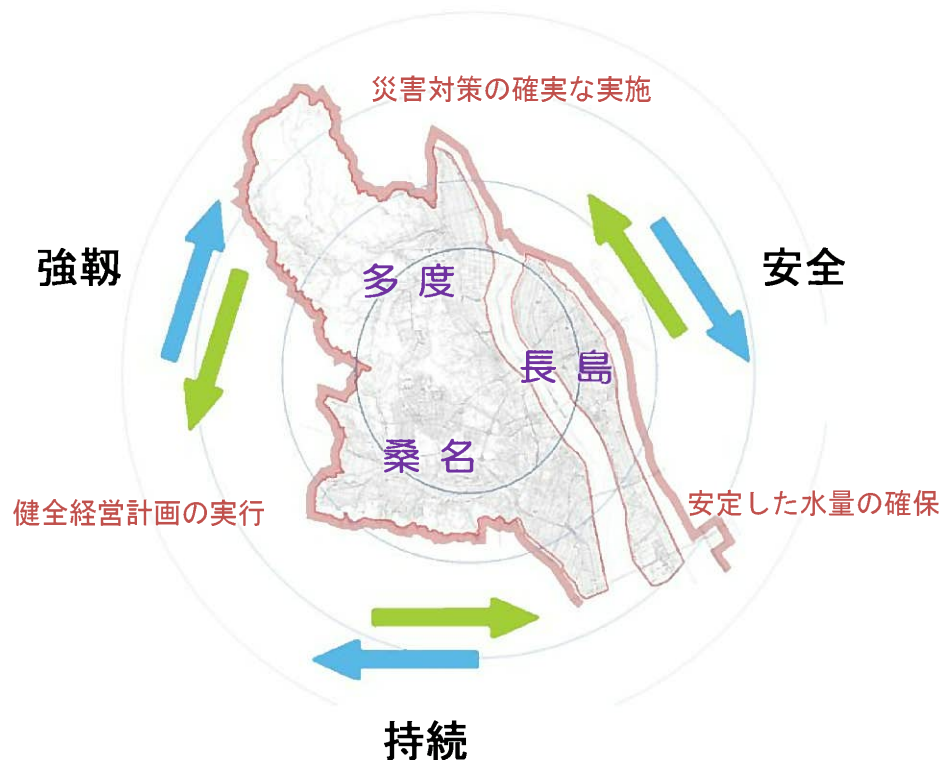 災害対策の確実な実施
強靱
安全
多度
長島
桑名
健全経営計画の実行
安定した水量の確保
持続